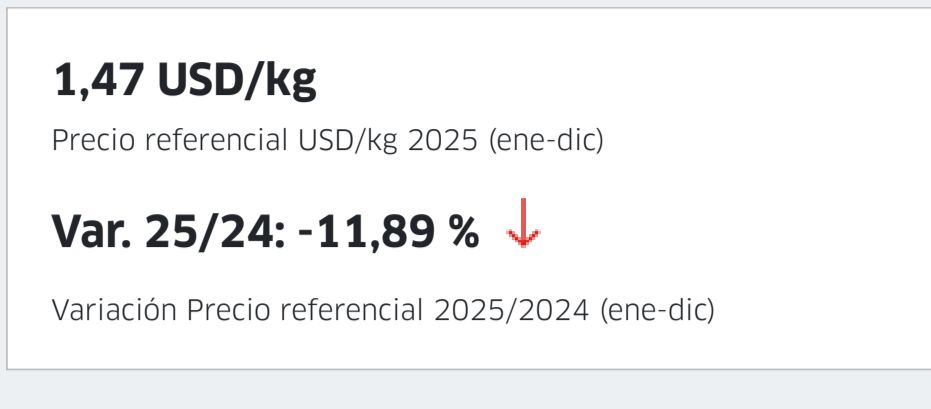 1,47 USD/kg
Precio referencial USD/kg 2025 (ene-dic)
Var. 25/24: -11,89 %
Variación Precio referencial 2025/2024 (ene-dic)